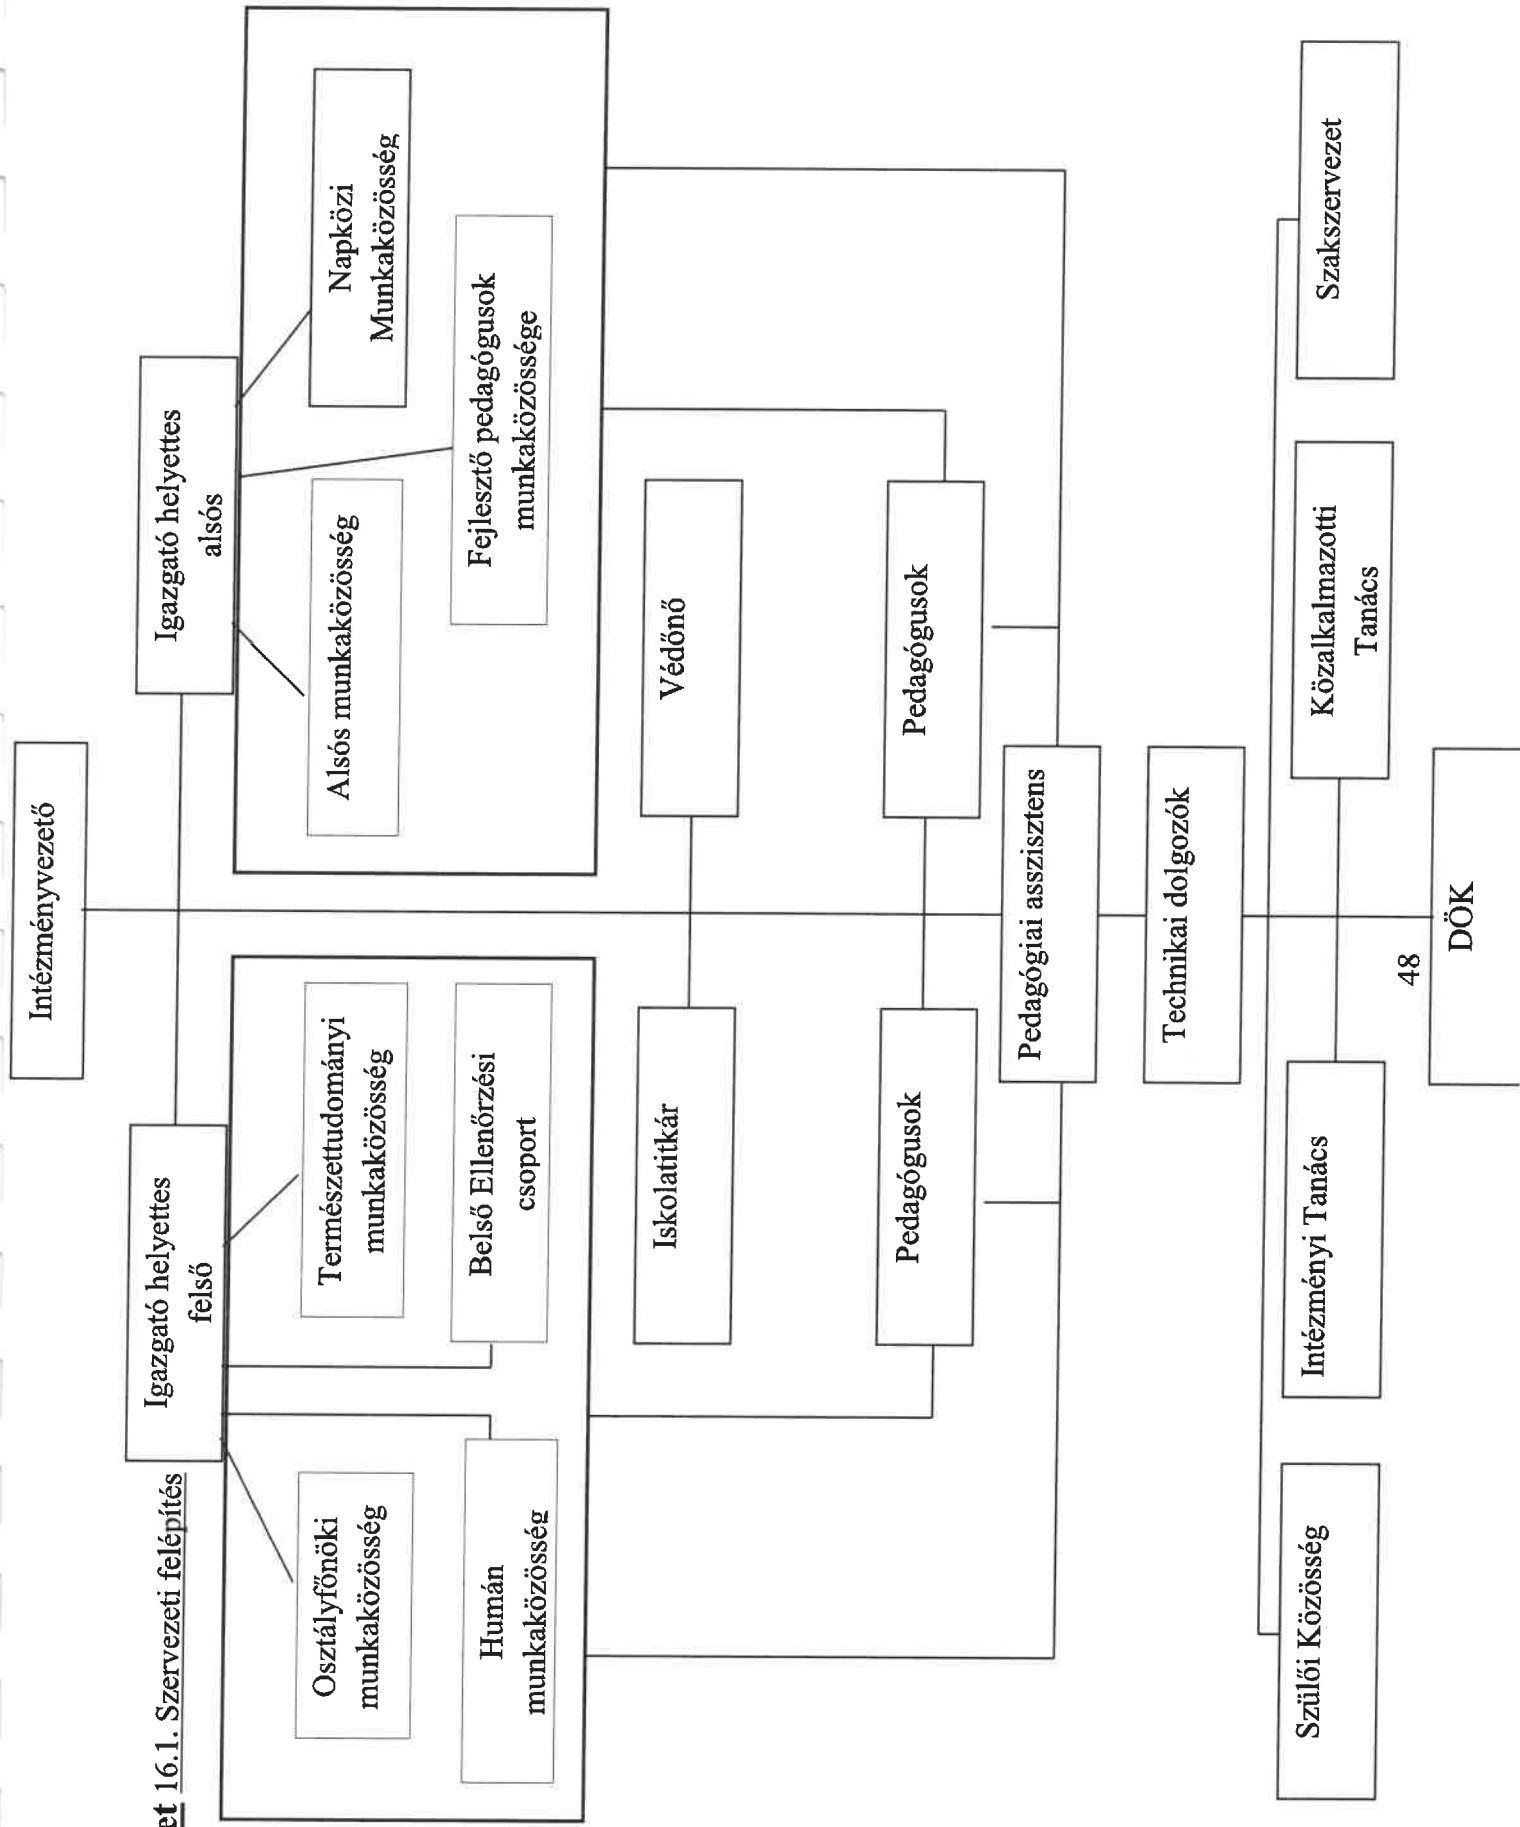 et 16.1. Szervezeti felépítés
Intézményvezető
Igazgató helyettes
felső
Igazgató helyettes
alsós
Osztályfőnöki
munkaközösség
Természettudományi
munkaközösség
Humán
munkaközösség
Belső Ellenőrzési
csoport
Alsós munkaközösség
Napközi
Munkaközösség
Fejlesztő pedagógusok
munkaközössége
Iskolatitkár
Védőnő
Pedagógusok
Pedagógusok
Pedagógiai asszisztens
Technikai dolgozók
Szülői Közösség
Intézményi Tanács
Közalkalmazotti
Tanács
Szakszervezet
48
DÖK